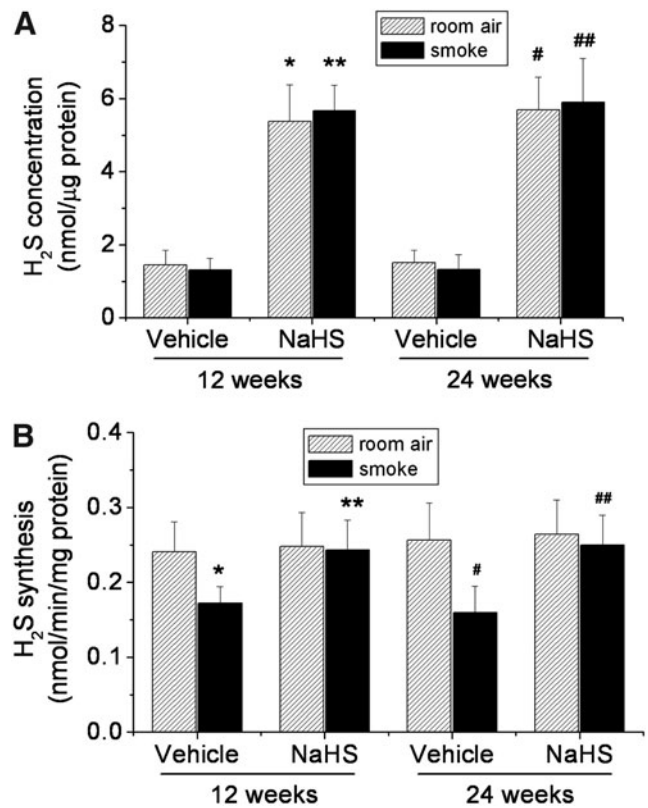 A
room air
smoke
H₂S concentration
(nmol/μg protein)
8
6
4
2
0
* ** # ##
Vehicle NaHS Vehicle NaHS
12 weeks 24 weeks
B
room air
smoke
H₂S synthesis
(nmol/min/mg protein)
0.4
0.3
0.2
0.1
0.0
* ** # ##
Vehicle NaHS Vehicle NaHS
12 weeks 24 weeks